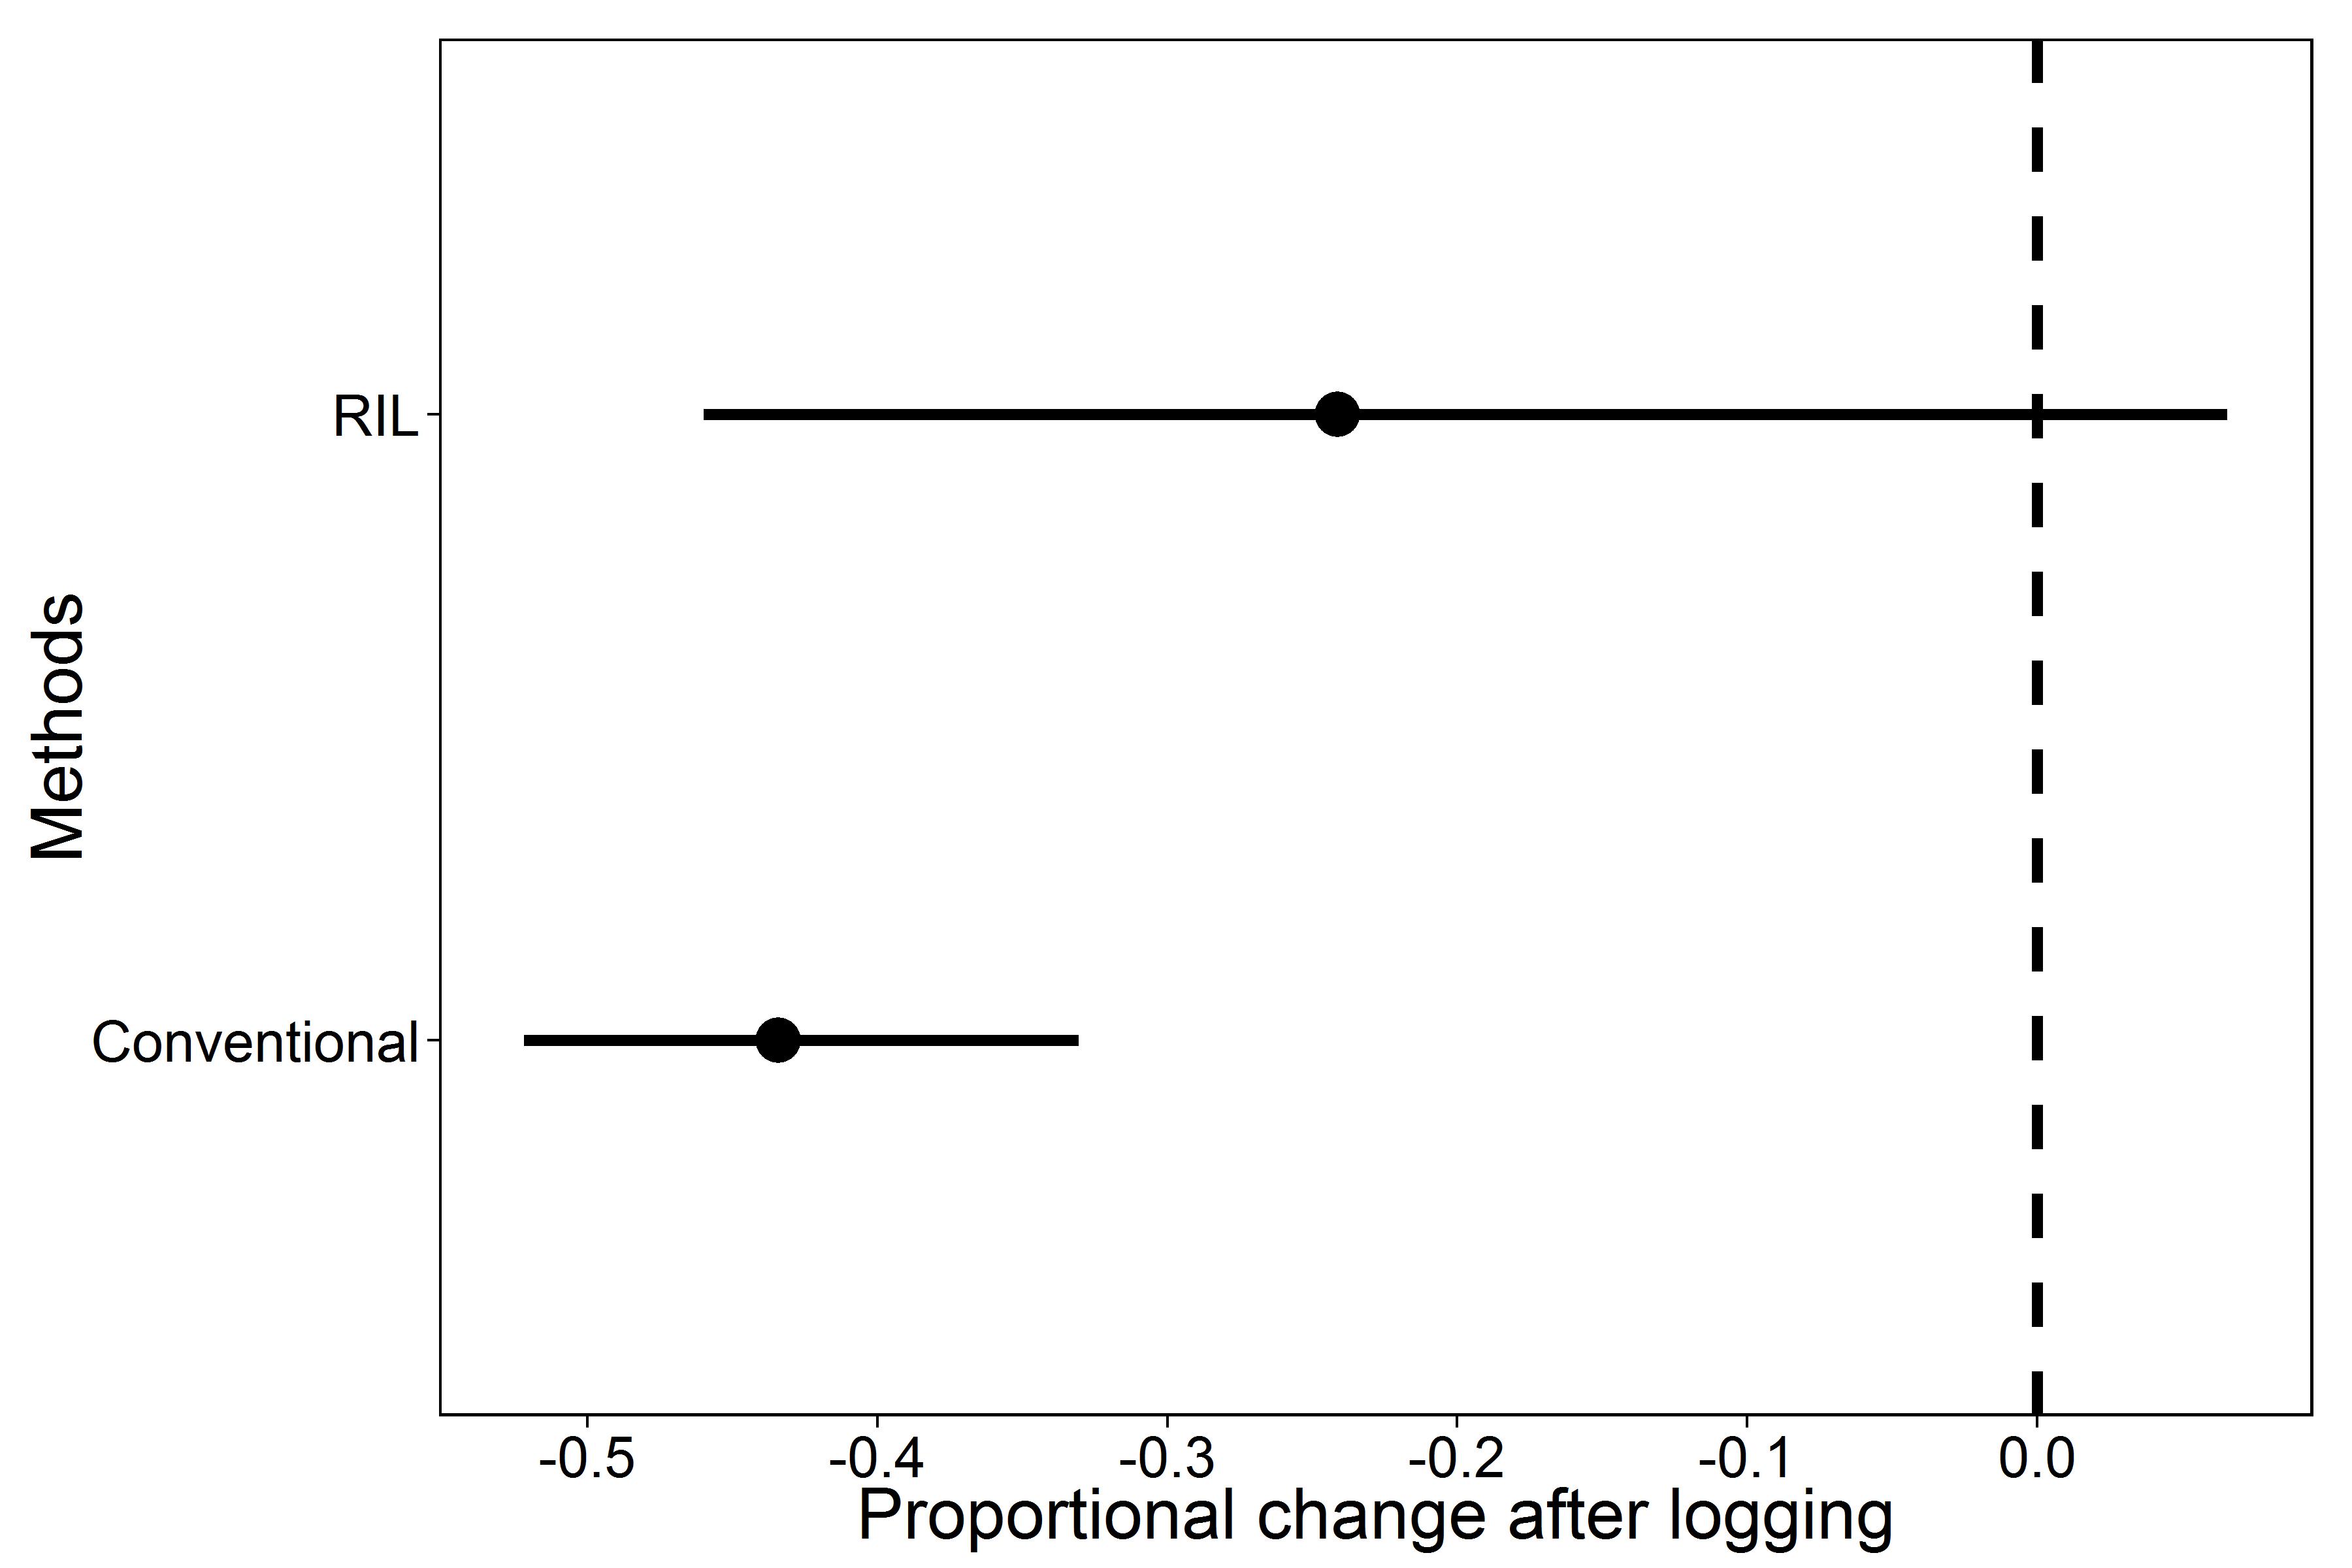 Methods
RIL
Conventional
-0.5 -0.4 -0.3 -0.2 -0.1 0.0
Proportional change after logging